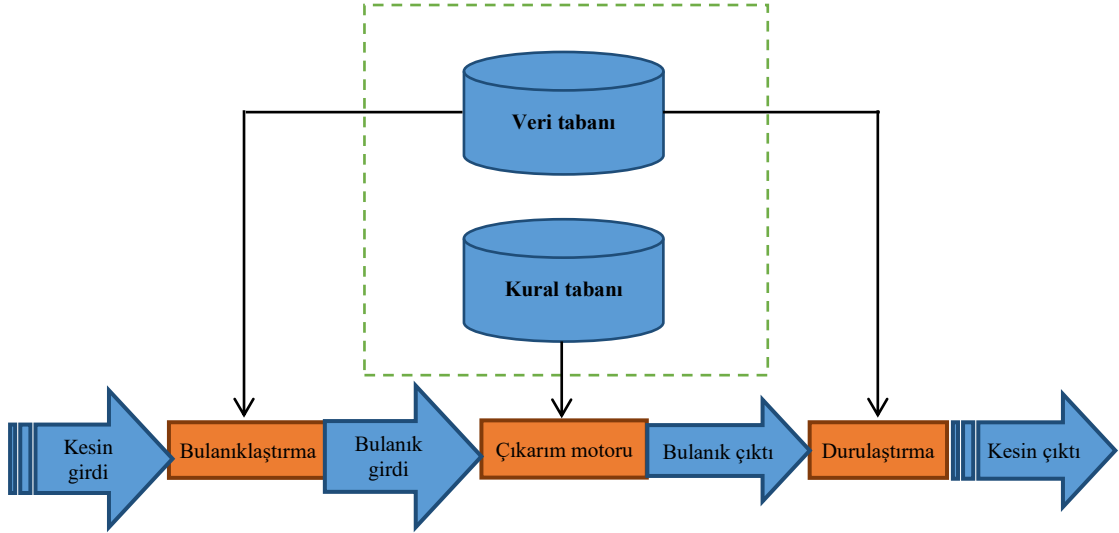 Veri tabanı
Kural tabanı
Kesin
girdi
Bulanıklaştırma
Bulanık
girdi
Çıkarım motoru
Bulanık çıktı
Durulaştırma
Kesin çıktı